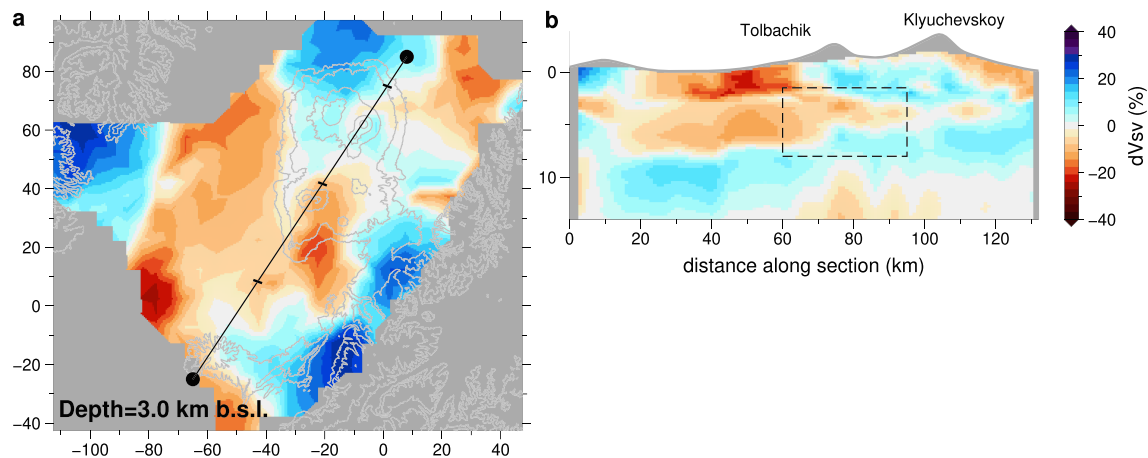 a
80
60
40
20
0
−20
−40
Depth=3.0 km b.s.l.
−100 −80 −60 −40 −20 0 20 40
b
Tolbachik
Klyuchevskoy
0
10
0 20 40 60 80 100 120
distance along section (km)
40
20
0
−20
−40
dVsv (%)